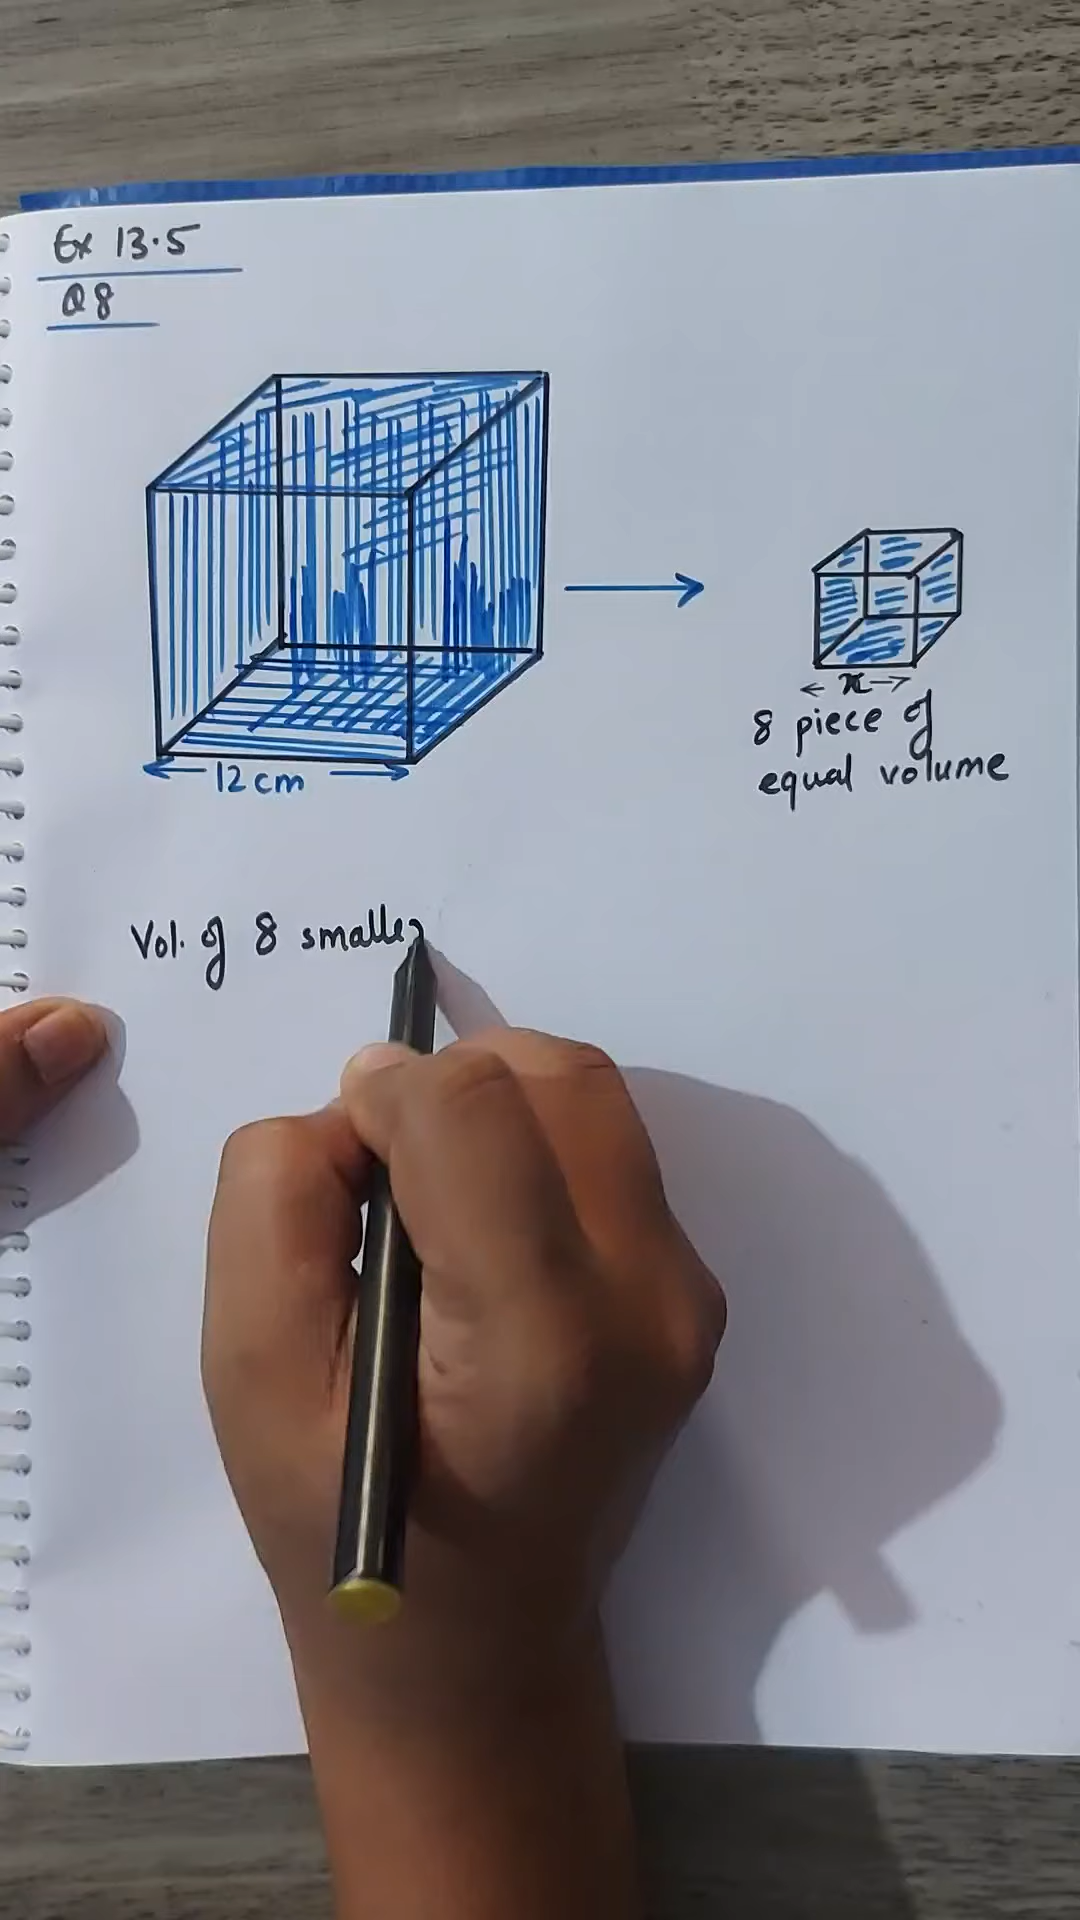 Ex 13.5
Q8
12 cm
x
8 piece of
equal volume
Vol. of 8 smaller